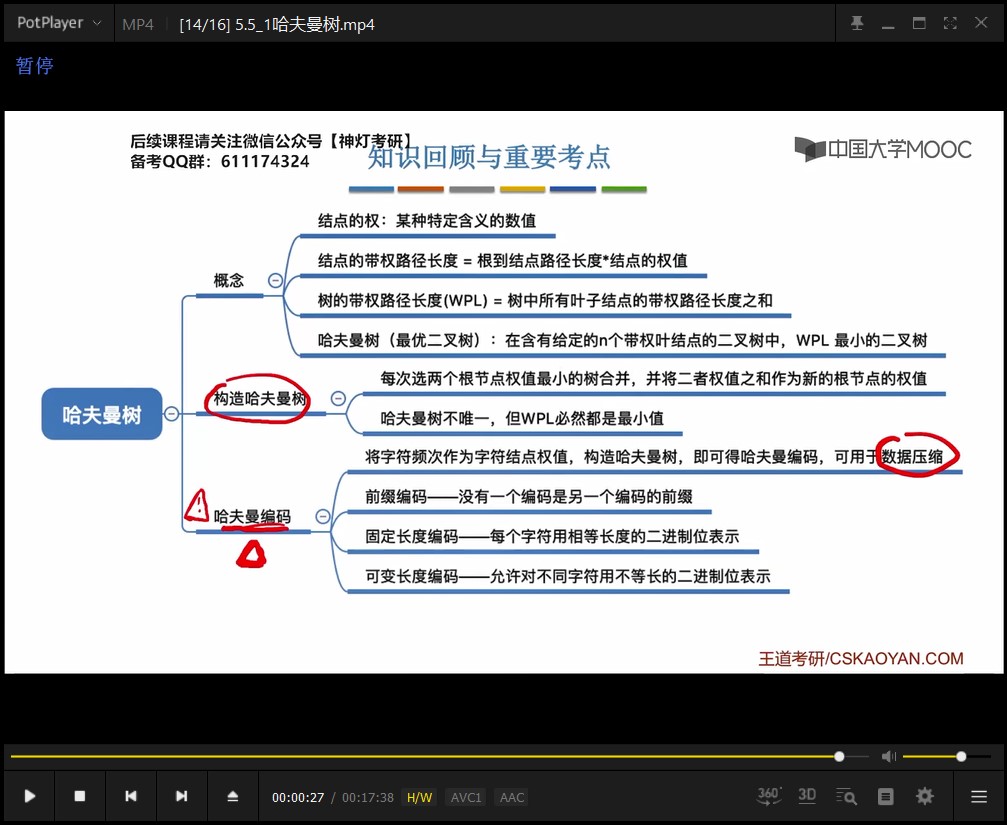 PotPlayer
MP4
[14/16] 5.5_1哈夫曼树.mp4
暂停
后续课程请关注微信公众号【神灯考研】
备考QQ群：611174324
知识回顾与重要考点
中国大学MOOC
结点的权：某种特定含义的数值
结点的带权路径长度 = 根到结点路径长度*结点的权值
概念
树的带权路径长度(WPL) = 树中所有叶子结点的带权路径长度之和
哈夫曼树（最优二叉树）：在含有给定的n个带权叶结点的二叉树中，WPL 最小的二叉树
哈夫曼树
构造哈夫曼树
每次选两个根节点权值最小的树合并，并将二者权值之和作为新的根节点的权值
哈夫曼树不唯一，但WPL必然都是最小值
哈夫曼编码
将字符频次作为字符结点权值，构造哈夫曼树，即可得哈夫曼编码，可用于数据压缩
前缀编码——没有一个编码是另一个编码的前缀
固定长度编码——每个字符用相等长度的二进制位表示
可变长度编码——允许对不同字符用不等长的二进制位表示
王道考研/CSKAOYAN.COM
00:00:27 / 00:17:38 H/W AVC1 AAC
360° 3D